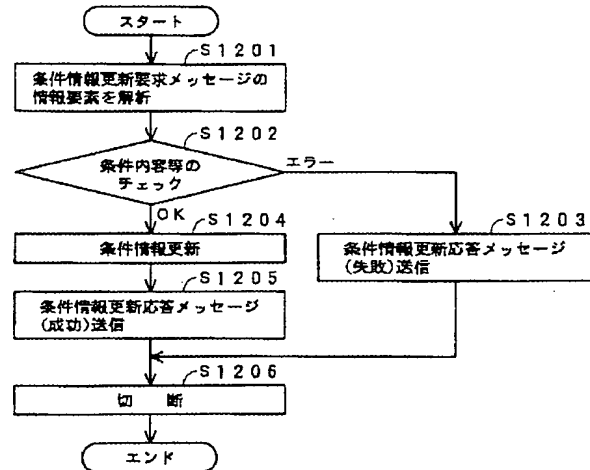 スタート
S1201
条件情報更新要求メッセージの
情報要素を解析
S1202
条件内容等の
チェック
エラー
OK
S1204
条件情報更新
S1203
条件情報更新応答メッセージ
(失敗)送信
S1205
条件情報更新応答メッセージ
(成功)送信
S1206
切 断
エンド